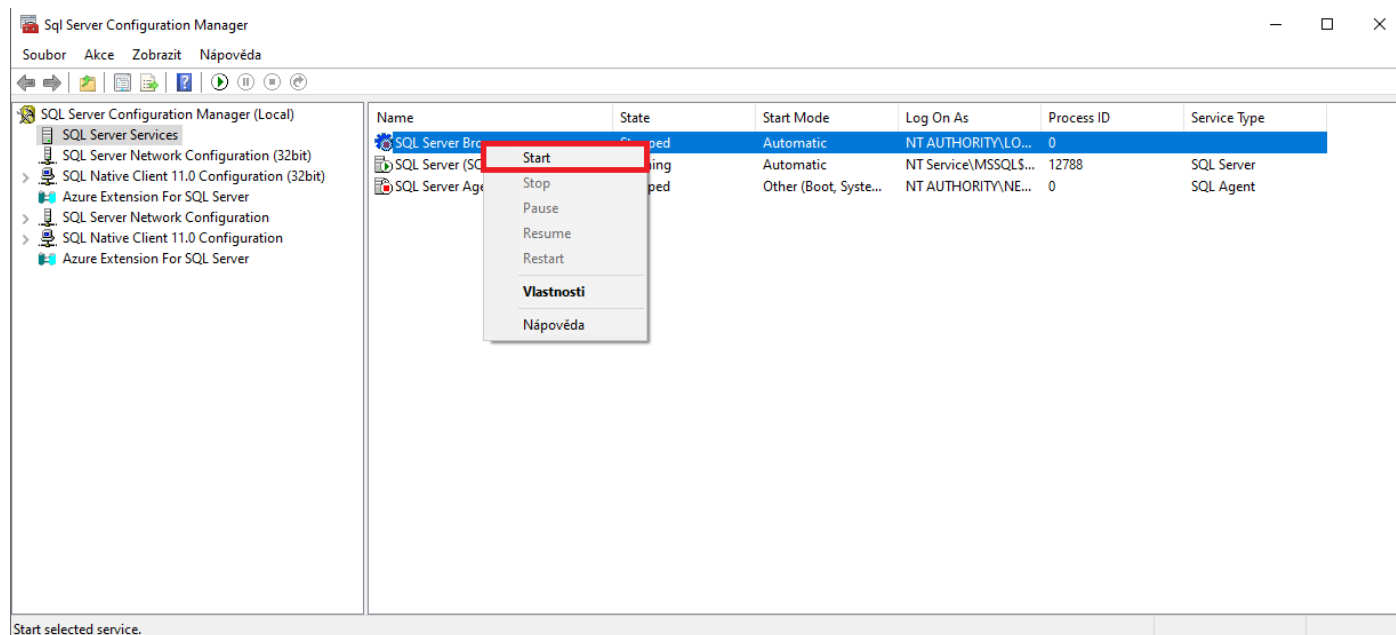 Sql Server Configuration Manager
Soubor Akce Zobrazit Nápověda
SQL Server Configuration Manager (Local)
SQL Server Services
SQL Server Network Configuration (32bit)
SQL Native Client 11.0 Configuration (32bit)
Azure Extension For SQL Server
SQL Server Network Configuration
SQL Native Client 11.0 Configuration
Azure Extension For SQL Server
Name State Start Mode Log On As Process ID Service Type
SQL Server Automatic NT AUTHORITY\LO... 0
SQL Server Automatic NT Service\MSSQL$... 12788 SQL Server
SQL Server Other (Boot, Syste... NT AUTHORITY\NE... 0 SQL Agent
Start
Stop
Pause
Resume
Restart
Vlastnosti
Nápověda
Start selected service.